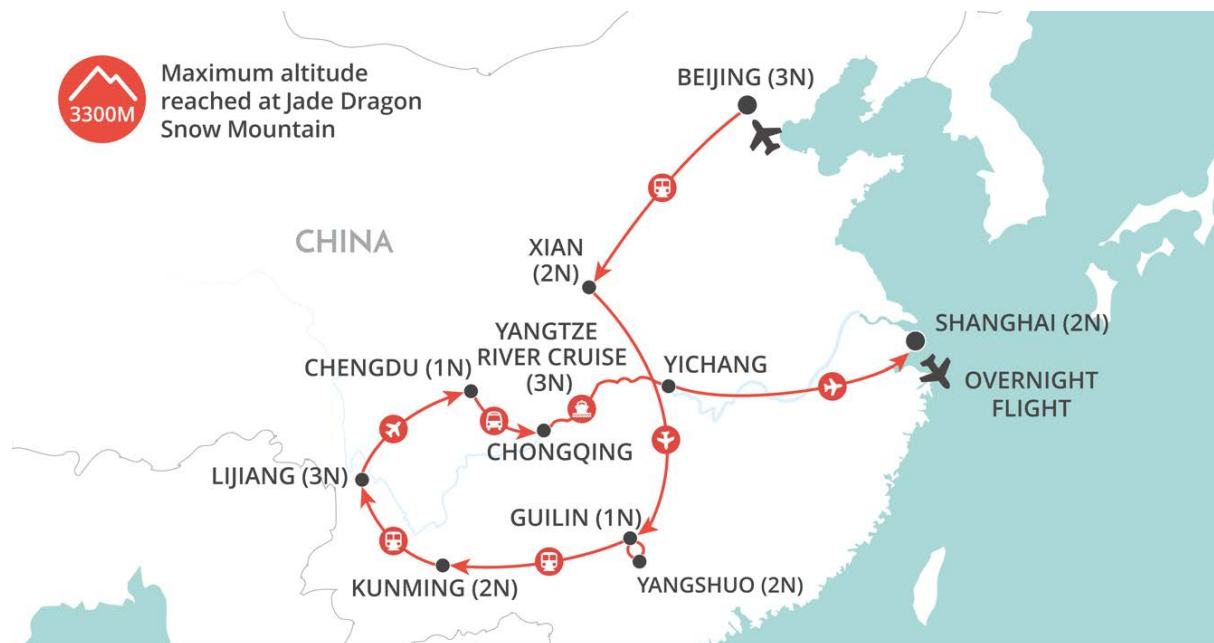 3300M
Maximum altitude
reached at Jade Dragon
Snow Mountain
BEIJING (3N)
CHINA
XIAN
(2N)
YANGTZE
RIVER CRUISE
(3N)
SHANGHAI (2N)
OVERNIGHT
FLIGHT
CHENGDU (1N)
YICHANG
CHONGQING
LIJIANG (3N)
GUILIN (1N)
KUNMING (2N)
YANGSHUO (2N)